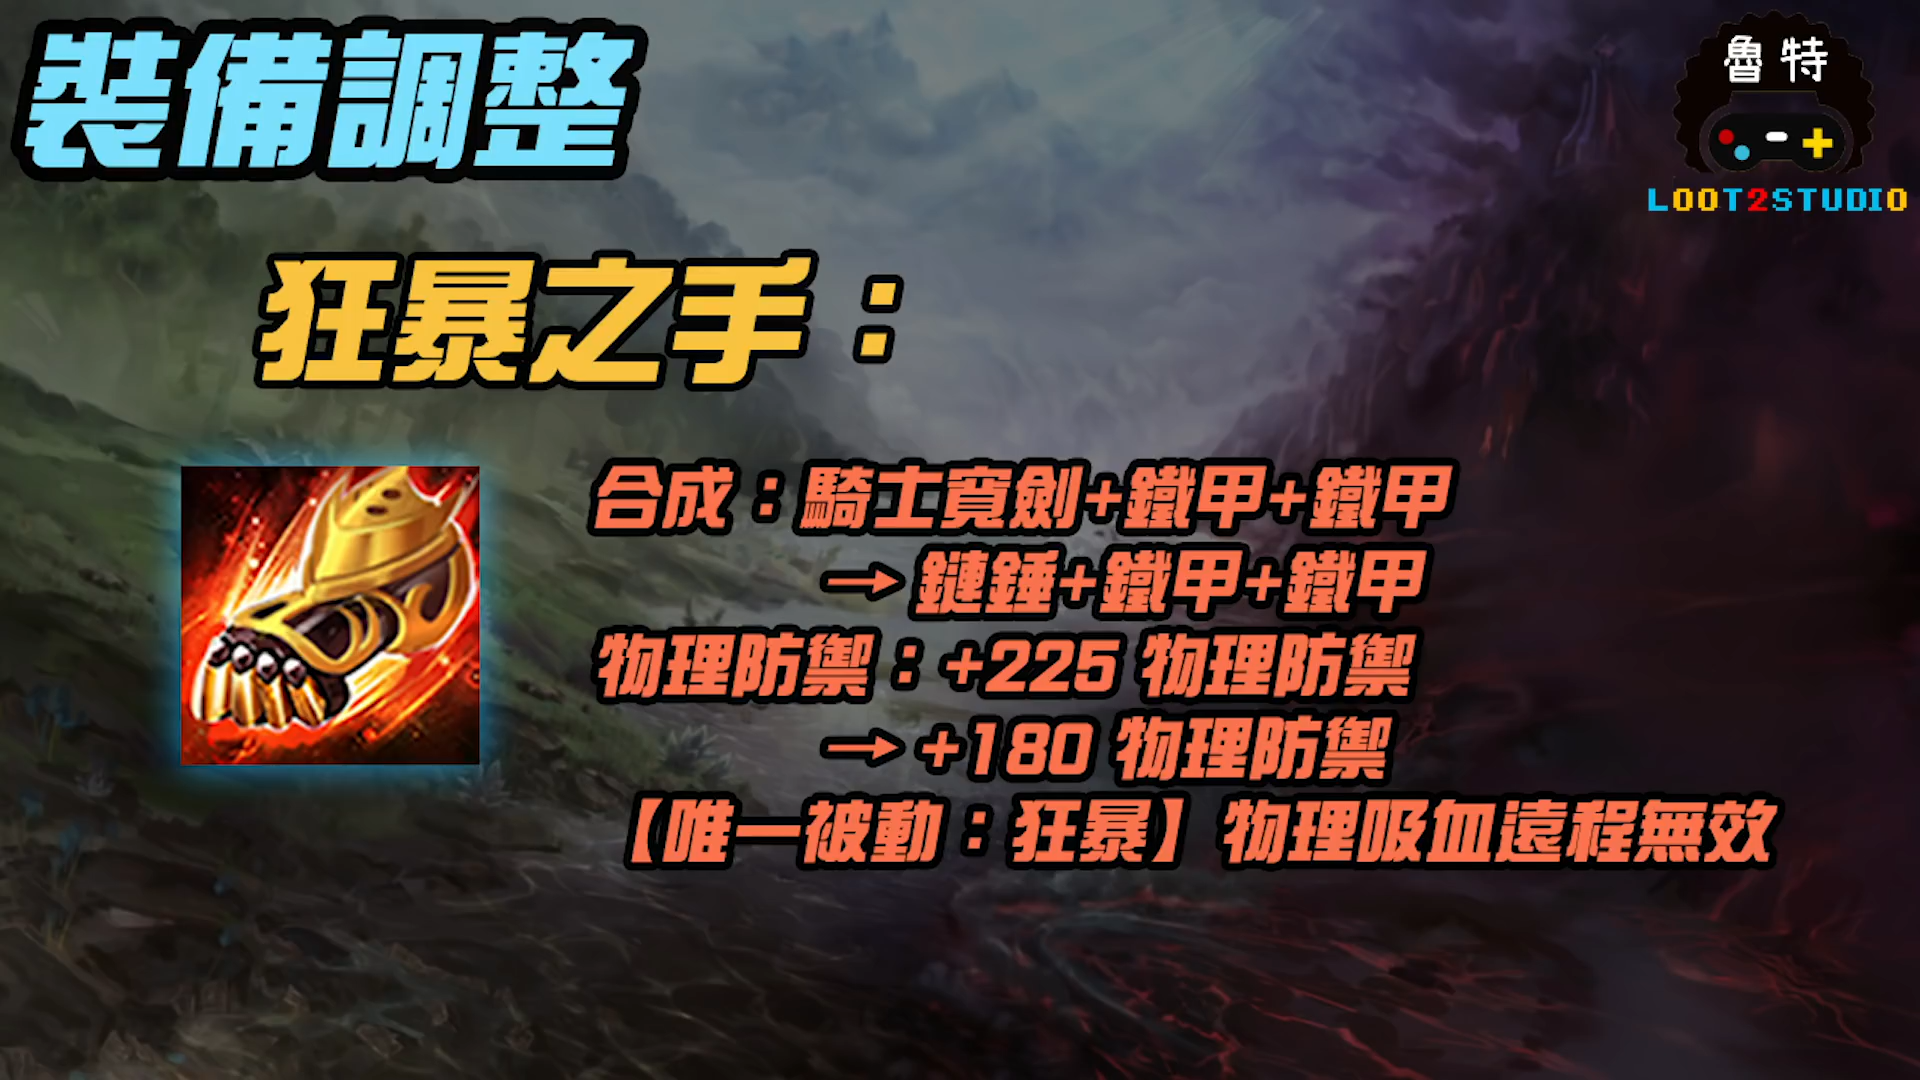 裝備調整
魯特
LOOT2STUDIO
狂暴之手：
合成：騎士寬劍+鐵甲+鐵甲
→ 鏈錘+鐵甲+鐵甲
物理防禦：+225 物理防禦
→ +180 物理防禦
【唯一被動：狂暴】物理吸血遠程無效